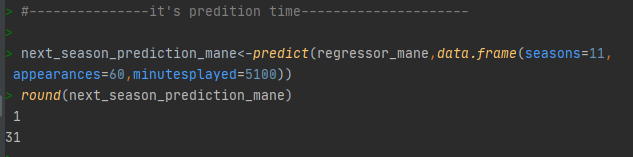 > #---------------it's predition time---------------------
>
> next_season_prediction_mane<-predict(regressor_mane,data.frame(seasons=11,
appearances=60,minutesplayed=5100))
> round(next_season_prediction_mane)
1
31